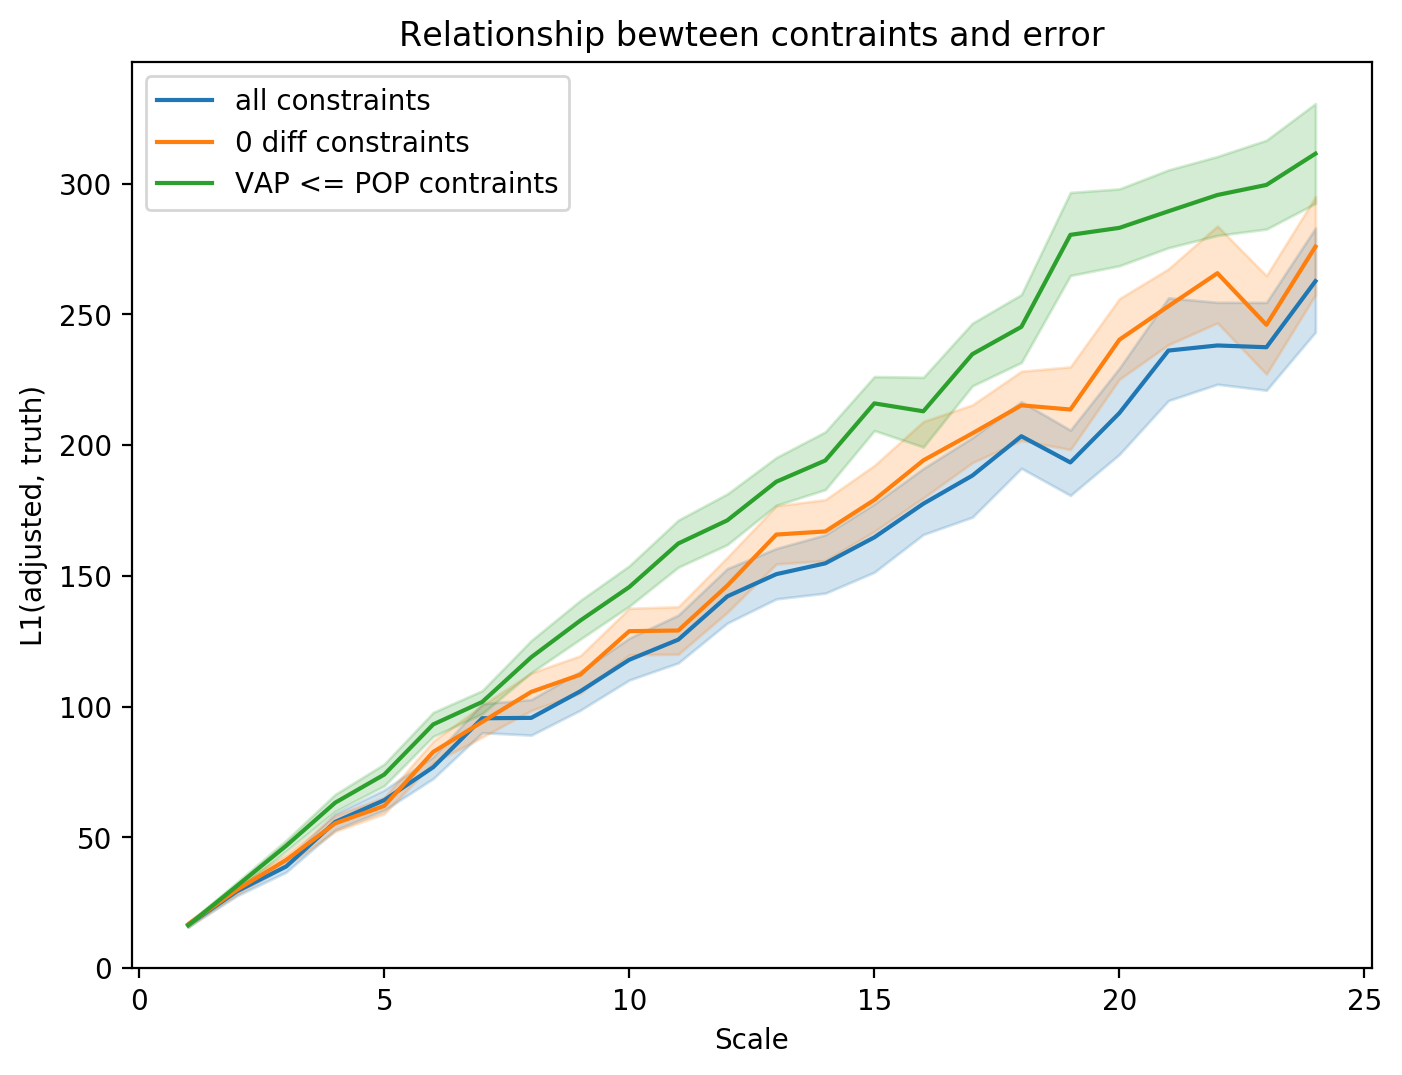 Relationship bewteen contraints and error
all constraints
0 diff constraints
VAP <= POP contraints
L1(adjusted, truth)
300
250
200
150
100
50
0
0 5 10 15 20 25
Scale